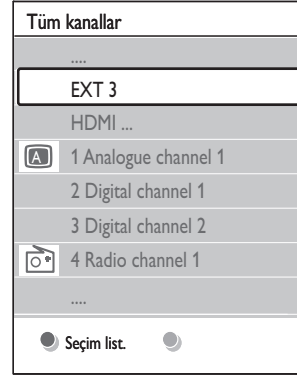 Tüm kanallar
....
EXT 3
HDMI ...
A 1 Analogue channel 1
2 Digital channel 1
3 Digital channel 2
4 Radio channel 1
....
Seçim list.